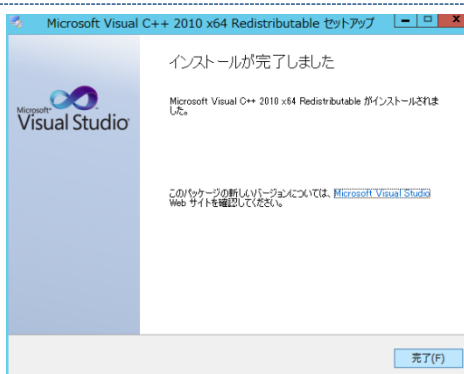 Microsoft Visual C++ 2010 x64 Redistributable セットアップ
インストールが完了しました
Microsoft Visual C++ 2010 x64 Redistributable がインストールされま
した。
Microsoft
Visual Studio
このパッケージの新しいバージョンについては、Microsoft Visual Studio
Web サイトを確認してください。
完了(F)